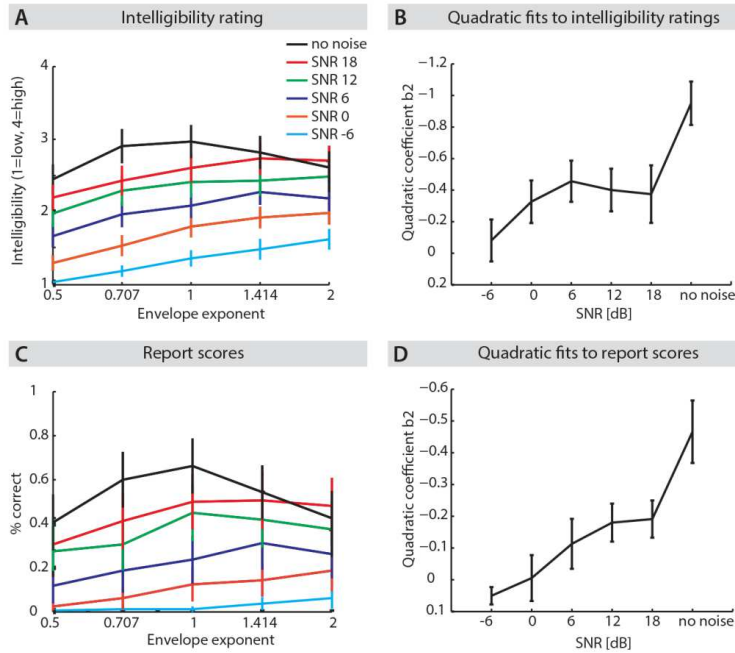 A Intelligibility rating
no noise
SNR 18
SNR 12
SNR 6
SNR 0
SNR -6
Intelligibility (1=low, 4=high)
4
3
2
1
0.5 0.707 1 1.414 2
Envelope exponent
B Quadratic fits to intelligibility ratings
Quadratic coefficient b2
−1.2
−1
−0.8
−0.6
−0.4
−0.2
0
0.2
-6 0 6 12 18 no noise
SNR [dB]
C Report scores
% correct
1
0.8
0.6
0.4
0.2
0
0.5 0.707 1 1.414 2
Envelope exponent
D Quadratic fits to report scores
Quadratic coefficient b2
−0.6
−0.5
−0.4
−0.3
−0.2
−0.1
0
0.1
-6 0 6 12 18 no noise
SNR [dB]